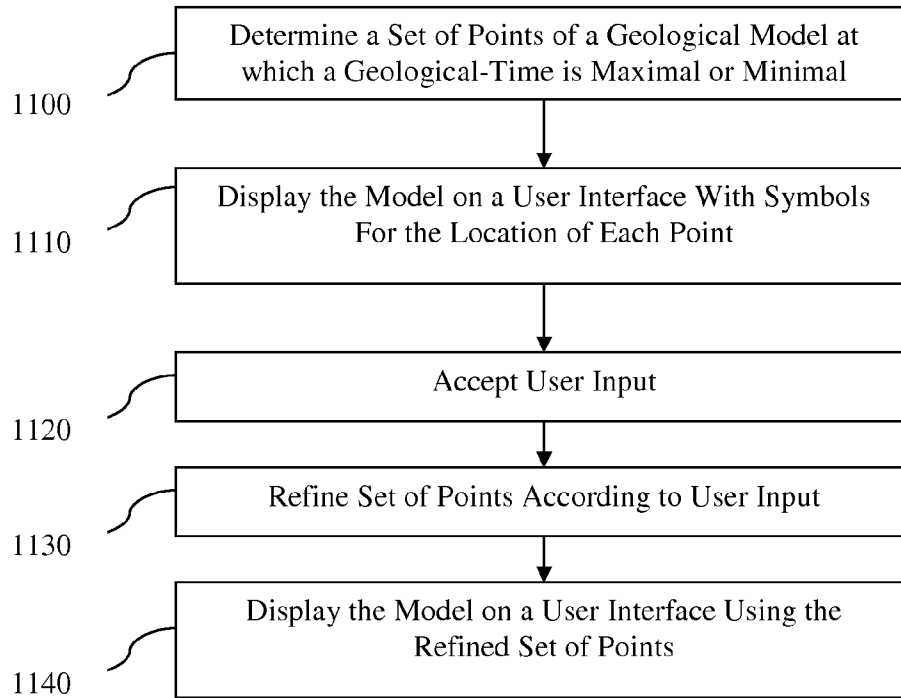 Determine a Set of Points of a Geological Model at
which a Geological-Time is Maximal or Minimal
1100
Display the Model on a User Interface With Symbols
For the Location of Each Point
1110
Accept User Input
1120
Refine Set of Points According to User Input
1130
Display the Model on a User Interface Using the
Refined Set of Points
1140